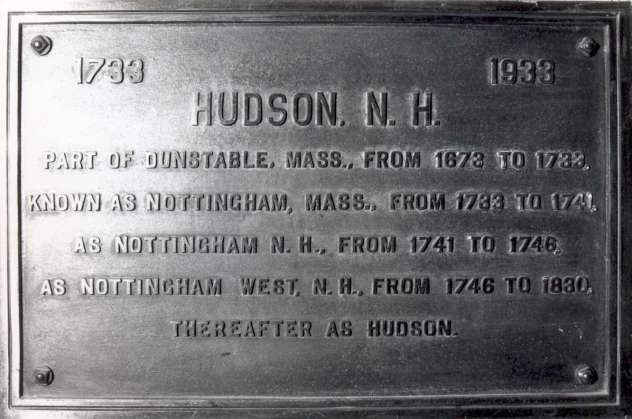 1733 1933
HUDSON, N. H.
PART OF DUNSTABLE, MASS., FROM 1673 TO 1733,
KNOWN AS NOTTINGHAM, MASS., FROM 1733 TO 1741,
AS NOTTINGHAM N. H., FROM 1741 TO 1746,
AS NOTTINGHAM WEST, N. H., FROM 1746 TO 1830,
THEREAFTER AS HUDSON.